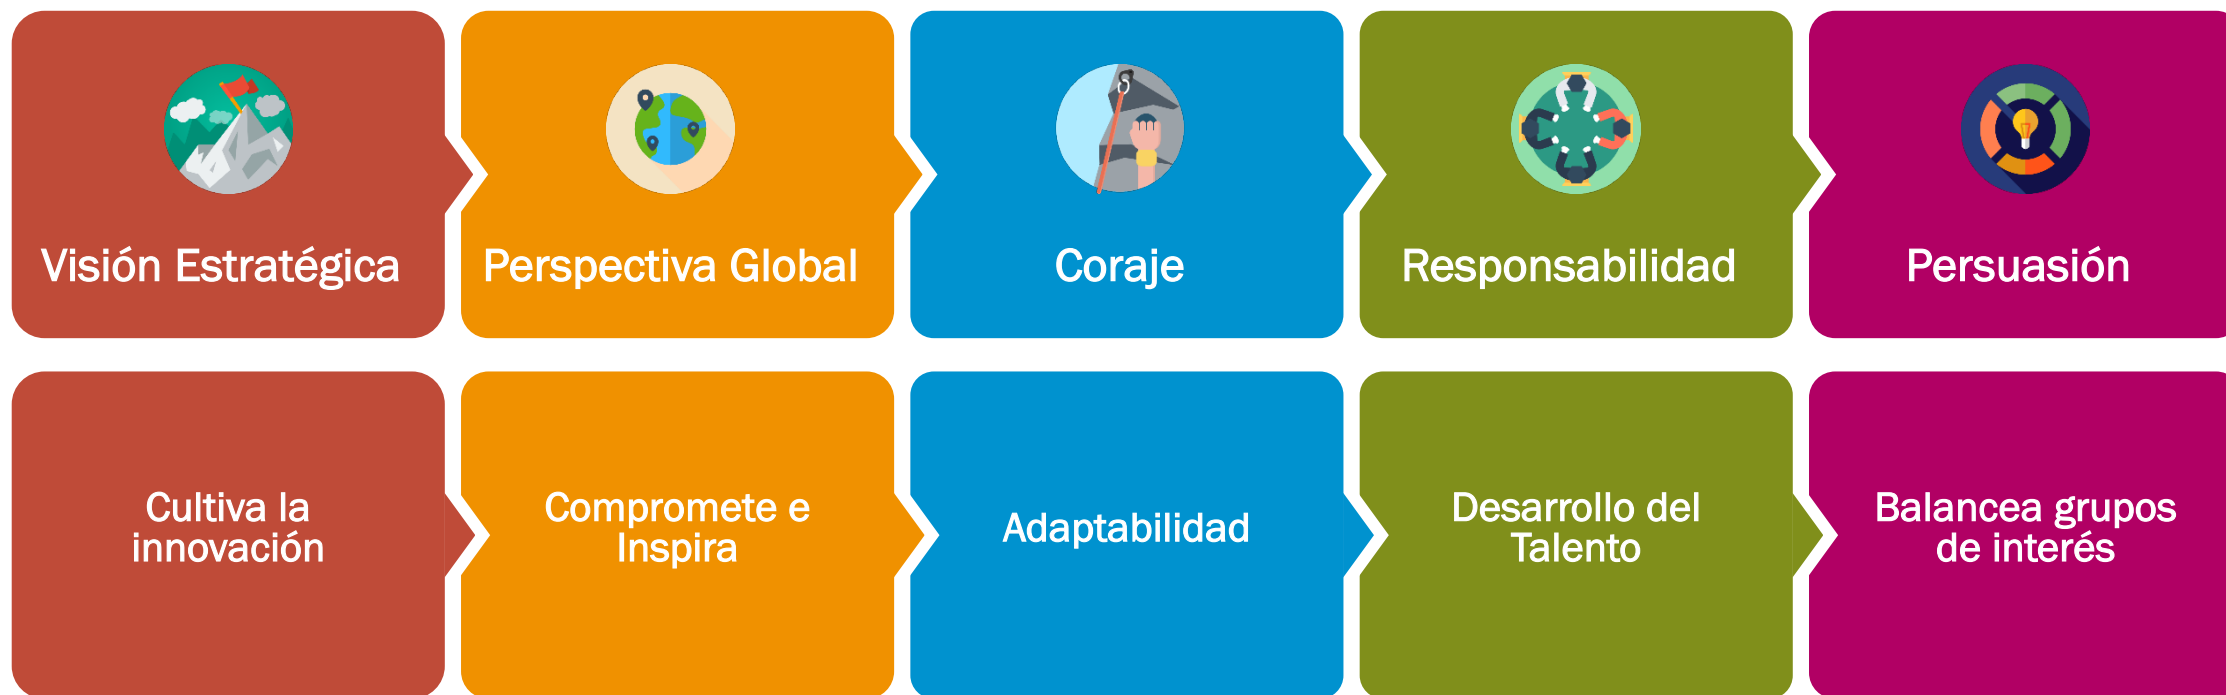 Visión Estratégica
Perspectiva Global
Coraje
Responsabilidad
Persuasión
Cultiva la
innovación
Compromete e
Inspira
Adaptabilidad
Desarrollo del
Talento
Balancea grupos
de interés